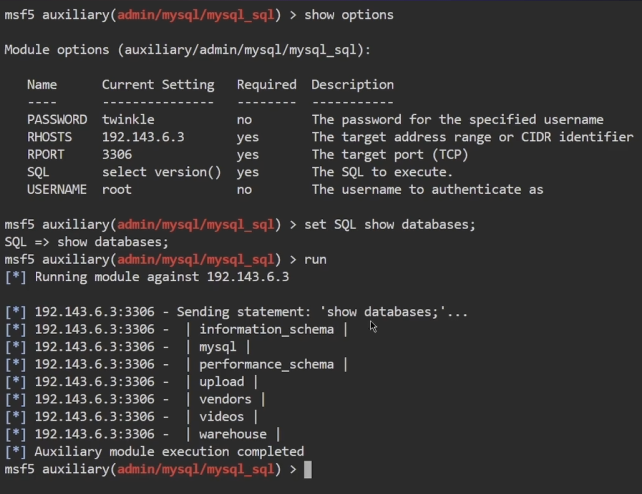 msf5 auxiliary(admin/mysql/mysql_sql) > show options
Module options (auxiliary/admin/mysql/mysql_sql):
Name Current Setting Required Description
---- --------------- -------- -----------
PASSWORD twinkle no The password for the specified username
RHOSTS 192.143.6.3 yes The target address range or CIDR identifier
RPORT 3306 yes The target port (TCP)
SQL select version() yes The SQL to execute.
USERNAME root no The username to authenticate as
msf5 auxiliary(admin/mysql/mysql_sql) > set SQL show databases;
SQL => show databases;
msf5 auxiliary(admin/mysql/mysql_sql) > run
[*] Running module against 192.143.6.3
[*] 192.143.6.3:3306 - Sending statement: 'show databases;'...
[*] 192.143.6.3:3306 - | information_schema |
[*] 192.143.6.3:3306 - | mysql |
[*] 192.143.6.3:3306 - | performance_schema |
[*] 192.143.6.3:3306 - | upload |
[*] 192.143.6.3:3306 - | vendors |
[*] 192.143.6.3:3306 - | videos |
[*] 192.143.6.3:3306 - | warehouse |
[*] Auxiliary module execution completed
msf5 auxiliary(admin/mysql/mysql_sql) >